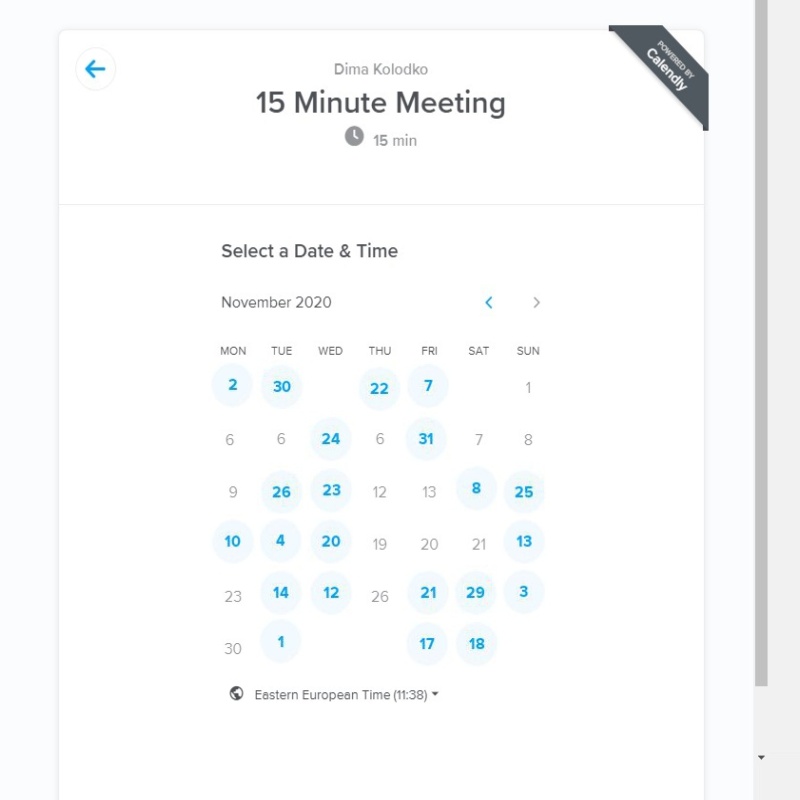 Dima Kolodko
POWERED BY
Calendly
15 Minute Meeting
15 min
Select a Date & Time
November 2020
MON TUE WED THU FRI SAT SUN
2 30 22 7 1
6 6 24 6 31 7 8
9 26 23 12 13 8 25
10 4 20 19 20 21 13
23 14 12 26 21 29 3
30 1 17 18
Eastern European Time (11:38)